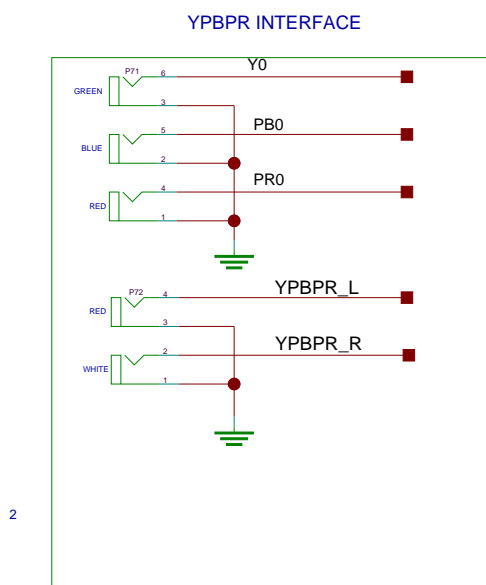 YPBPR INTERFACE
Y0
P71
6
GREEN
3
PB0
5
BLUE
2
PR0
4
RED
1
YPBPR_L
P72
4
RED
3
YPBPR_R
2
WHITE
1
2